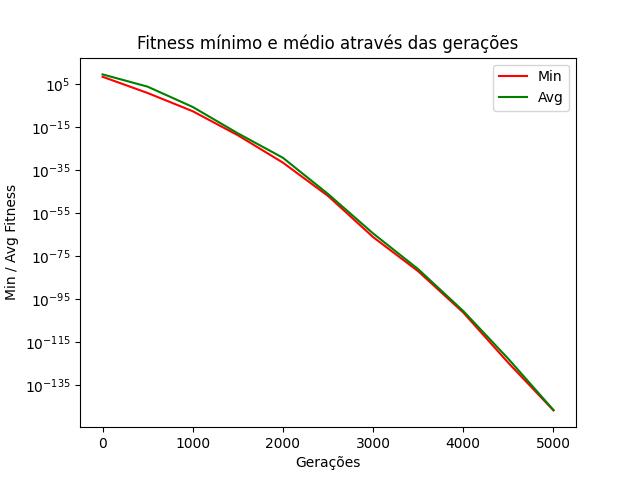 Fitness mínimo e médio através das gerações
Min
Avg
Min / Avg Fitness
10^5
10^-15
10^-35
10^-55
10^-75
10^-95
10^-115
10^-135
0 1000 2000 3000 4000 5000
Gerações